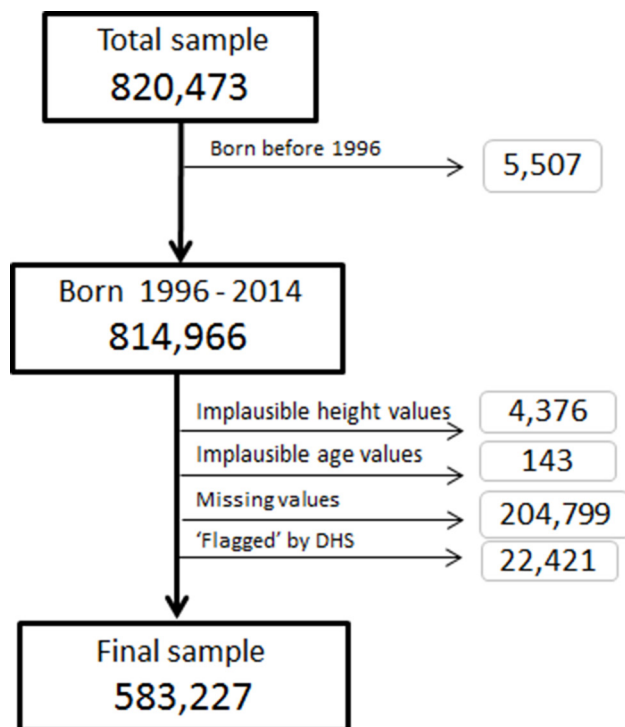 Total sample
820,473
Born before 1996
5,507
Born 1996 - 2014
814,966
Implausible height values
4,376
Implausible age values
143
Missing values
204,799
‘Flagged’ by DHS
22,421
Final sample
583,227